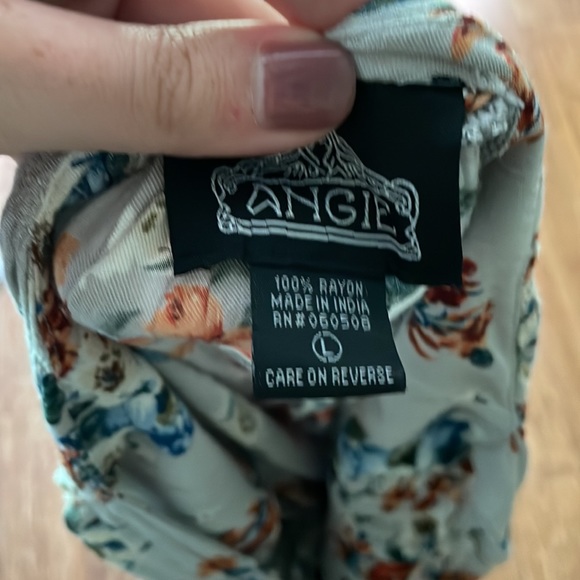 ANGIE
100% RAYON
MADE IN INDIA
RN#060508
L
CARE ON REVERSE